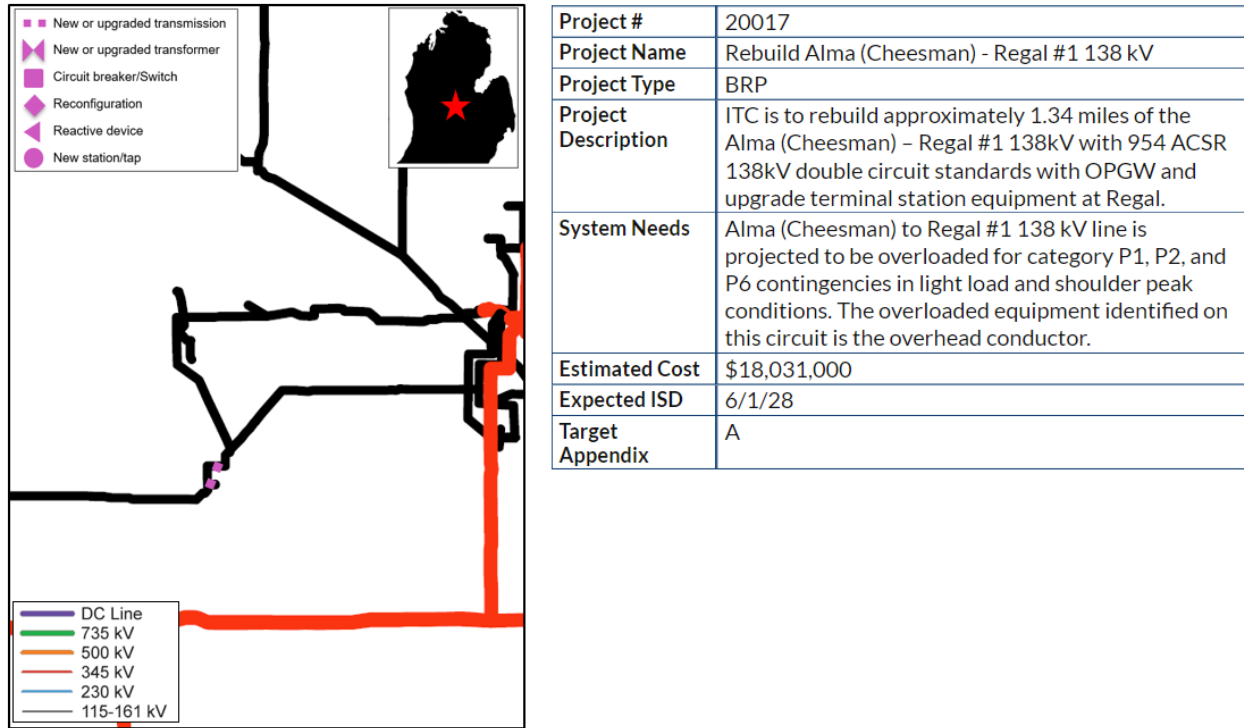 New or upgraded transmission
New or upgraded transformer
Circuit breaker/Switch
Reconfiguration
Reactive device
New station/tap
DC Line
735 kV
500 kV
345 kV
230 kV
115-161 kV
Project # 20017
Project Name Rebuild Alma (Cheesman) - Regal #1 138 kV
Project Type BRP
Project Description
ITC is to rebuild approximately 1.34 miles of the
Alma (Cheesman) – Regal #1 138kV with 954 ACSR
138kV double circuit standards with OPGW and
upgrade terminal station equipment at Regal.
System Needs Alma (Cheesman) to Regal #1 138 kV line is
projected to be overloaded for category P1, P2, and
P6 contingencies in light load and shoulder peak
conditions. The overloaded equipment identified on
this circuit is the overhead conductor.
Estimated Cost $18,031,000
Expected ISD 6/1/28
Target Appendix
A